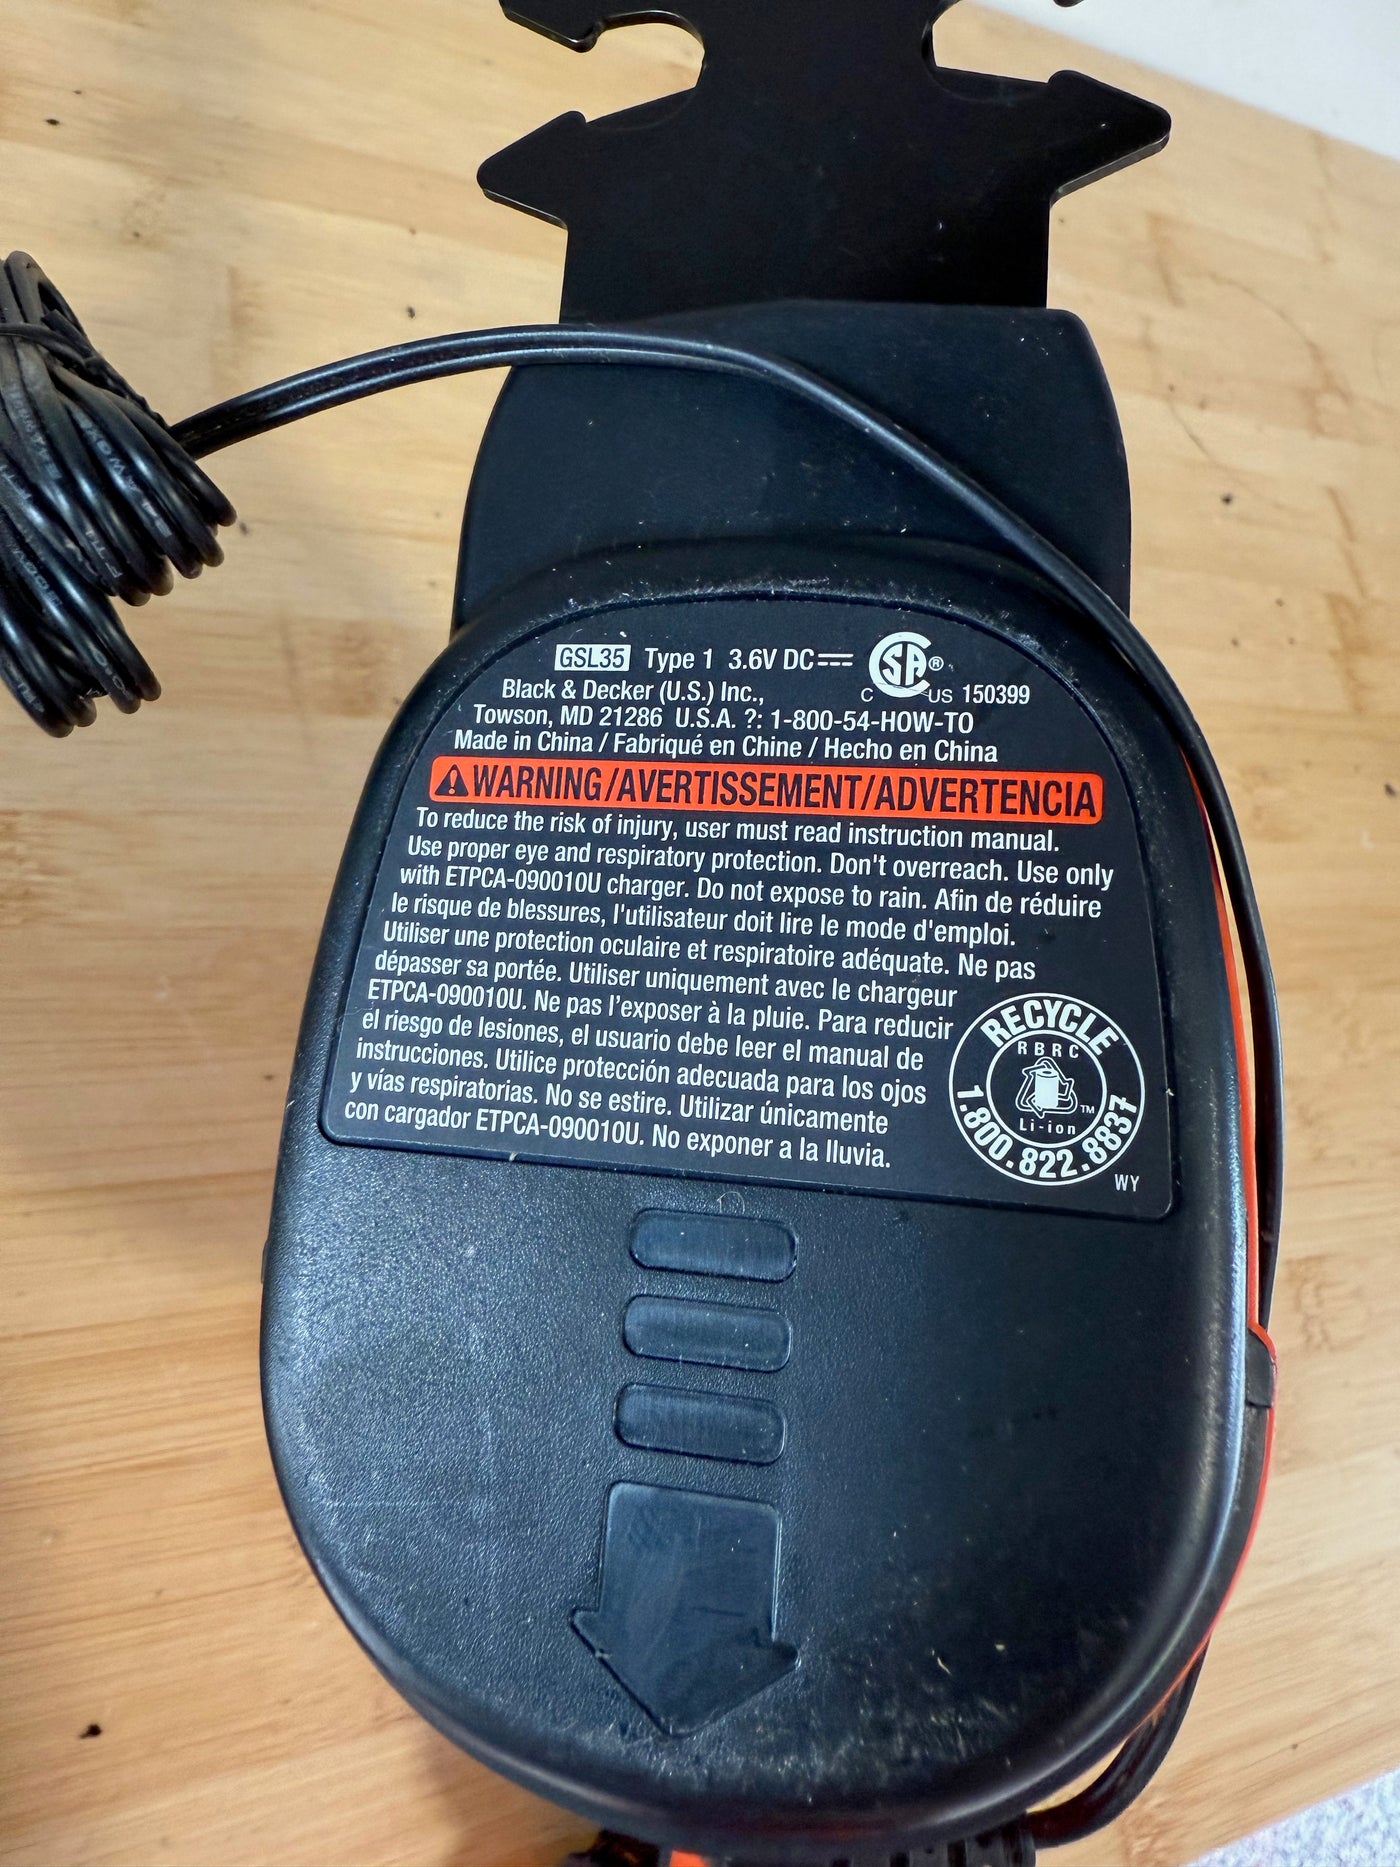 GSL35 Type 1 3.6V DC
CSA ®
C US 150399
Black & Decker (U.S.) Inc.,
Towson, MD 21286 U.S.A. ?: 1-800-54-HOW-TO
Made in China / Fabriqué en Chine / Hecho en China
WARNING/AVERTISSEMENT/ADVERTENCIA
To reduce the risk of injury, user must read instruction manual.
Use proper eye and respiratory protection. Don't overreach. Use only
with ETPCA-090010U charger. Do not expose to rain. Afin de réduire
le risque de blessures, l'utilisateur doit lire le mode d'emploi.
Utiliser une protection oculaire et respiratoire adéquate. Ne pas
dépasser sa portée. Utiliser uniquement avec le chargeur
ETPCA-090010U. Ne pas l'exposer à la pluie. Para reducir
el riesgo de lesiones, el usuario debe leer el manual de
instrucciones. Utilice protección adecuada para los ojos
y vías respiratorias. No se estire. Utilizar únicamente
con cargador ETPCA-090010U. No exponer a la lluvia.
RECYCLE
RBRC
TM
Li-ion
1.800.822.8837
WY